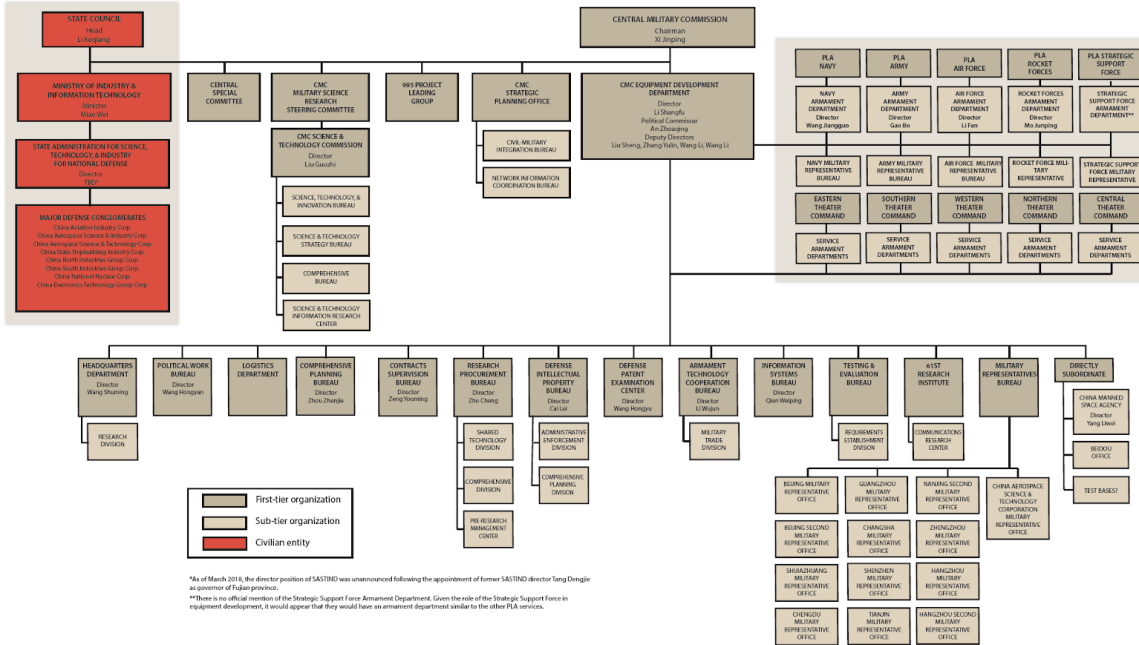 STATE COUNCIL
Head
Li Keqiang
MINISTRY OF INDUSTRY &
INFORMATION TECHNOLOGY
Minister
Miao Wei
STATE ADMINISTRATION FOR SCIENCE,
TECHNOLOGY, & INDUSTRY
FOR NATIONAL DEFENSE
Director
TBD*
MAJOR DEFENSE CONGLOMERATES
China Aviation Industry Corp.
China Aerospace Science & Industry Corp.
China Aerospace Science & Technology Corp.
China State Shipbuilding Industry Corp.
China North Industries Group Corp.
China South Industries Group Corp.
China National Nuclear Corp.
China Electronics Technology Group Corp.
CENTRAL MILITARY COMMISSION
Chairman
Xi Jinping
CENTRAL
SPECIAL
COMMITTEE
CMC
MILITARY SCIENCE
RESEARCH
STEERING COMMITTEE
CMC SCIENCE &
TECHNOLOGY COMMISSION
Director
Liu Guozhi
SCIENCE, TECHNOLOGY, &
INNOVATION BUREAU
SCIENCE & TECHNOLOGY
STRATEGY BUREAU
COMPREHENSIVE
BUREAU
SCIENCE & TECHNOLOGY
INFORMATION RESEARCH
CENTER
995 PROJECT
LEADING
GROUP
CMC
STRATEGIC
PLANNING OFFICE
CIVIL-MILITARY
INTEGRATION BUREAU
NETWORK INFORMATION
COORDINATION BUREAU
CMC EQUIPMENT DEVELOPMENT
DEPARTMENT
Director
Li Shangfu
Political Commissar
An Zhaoqing
Deputy Directors
Liu Sheng, Zhang Yulin, Wang Li, Wang Li
PLA
NAVY
PLA
ARMY
PLA
AIR FORCE
PLA
ROCKET
FORCES
PLA STRATEGIC
SUPPORT
FORCE
NAVY
ARMAMENT
DEPARTMENT
Director
Wang Jiangguo
ARMY
ARMAMENT
DEPARTMENT
Director
Gao Bo
AIR FORCE
ARMAMENT
DEPARTMENT
Director
Li Fan
ROCKET FORCES
ARMAMENT
DEPARTMENT
Director
Mo Junping
STRATEGIC
SUPPORT FORCE
ARMAMENT
DEPARTMENT**
NAVY MILITARY
REPRESENTATIVE
BUREAU
ARMY MILITARY
REPRESENTATIVE
BUREAU
AIR FORCE MILITARY
REPRESENTATIVE
BUREAU
ROCKET FORCE MILI-
TARY
REPRESENTATIVE
STRATEGIC SUPPORT
FORCE MILITARY
REPRESENTATIVE
EASTERN
THEATER
COMMAND
SOUTHERN
THEATER
COMMAND
WESTERN
THEATER
COMMAND
NORTHERN
THEATER
COMMAND
CENTRAL
THEATER
COMMAND
SERVICE
ARMAMENT
DEPARTMENTS
SERVICE
ARMAMENT
DEPARTMENTS
SERVICE
ARMAMENT
DEPARTMENTS
SERVICE
ARMAMENT
DEPARTMENTS
SERVICE
ARMAMENT
DEPARTMENTS
HEADQUARTERS
DEPARTMENT
Director
Wang Shuming
RESEARCH
DIVISION
POLITICAL WORK
BUREAU
Director
Wang Hongyan
LOGISTICS
DEPARTMENT
COMPREHENSIVE
PLANNING
BUREAU
Director
Zhou Zhenjie
CONTRACTS
SUPERVISION
BUREAU
Director
Zeng Youming
RESEARCH
PROCUREMENT
BUREAU
Director
Zhu Cheng
SHARED
TECHNOLOGY
DIVISION
COMPREHENSIVE
DIVISION
PRE-RESEARCH
MANAGEMENT
CENTER
DEFENSE
INTELLECTUAL
PROPERTY
BUREAU
Director
Cai Lei
ADMINISTRATIVE
ENFORCEMENT
DIVISION
COMPREHENSIVE
PLANNING
DIVISION
DEFENSE
PATENT
EXAMINATION
CENTER
Director
Wang Hongyu
ARMAMENT
TECHNOLOGY
COOPERATION
BUREAU
Director
Li Wujun
MILITARY
TRADE
DIVISION
INFORMATION
SYSTEMS
BUREAU
Director
Qian Weiping
TESTING &
EVALUATION
BUREAU
REQUIREMENTS
ESTABLISHMENT
DIVISION
61ST
RESEARCH
INSTITUTE
COMMUNICATIONS
RESEARCH
CENTER
MILITARY
REPRESENTATIVES
BUREAU
DIRECTLY
SUBORDINATE
CHINA MANNED
SPACE AGENCY
Director
Yang Liwei
BEIDOU
OFFICE
TEST BASES?
BEIJING MILITARY
REPRESENTATIVE
OFFICE
GUANGZHOU
MILITARY
REPRESENTATIVE
OFFICE
NANJING SECOND
MILITARY
REPRESENTATIVE
OFFICE
CHINA AEROSPACE
SCIENCE &
TECHNOLOGY
CORPORATION
MILITARY
REPRESENTATIVE
OFFICE
BEIJING SECOND
MILITARY
REPRESENTATIVE
OFFICE
CHANGSHA
MILITARY
REPRESENTATIVE
OFFICE
ZHENGZHOU
MILITARY
REPRESENTATIVE
OFFICE
SHIJIAZHUANG
MILITARY
REPRESENTATIVE
OFFICE
SHENZHEN
MILITARY
REPRESENTATIVE
OFFICE
HANGZHOU
MILITARY
REPRESENTATIVE
OFFICE
CHENGDU
MILITARY
REPRESENTATIVE
OFFICE
TIANJIN
MILITARY
REPRESENTATIVE
OFFICE
HANGZHOU SECOND
MILITARY
REPRESENTATIVE
OFFICE
First-tier organization
Sub-tier organization
Civilian entity
*As of March 2018, the director position of SASTIND was unannounced following the appointment of former SASTIND director Tang Dengjie
as governor of Fujian province.
**There is no official mention of the Strategic Support Force Armament Department. Given the role of the Strategic Support Force in
equipment development, it would appear that they would have an armament department similar to the other PLA services.